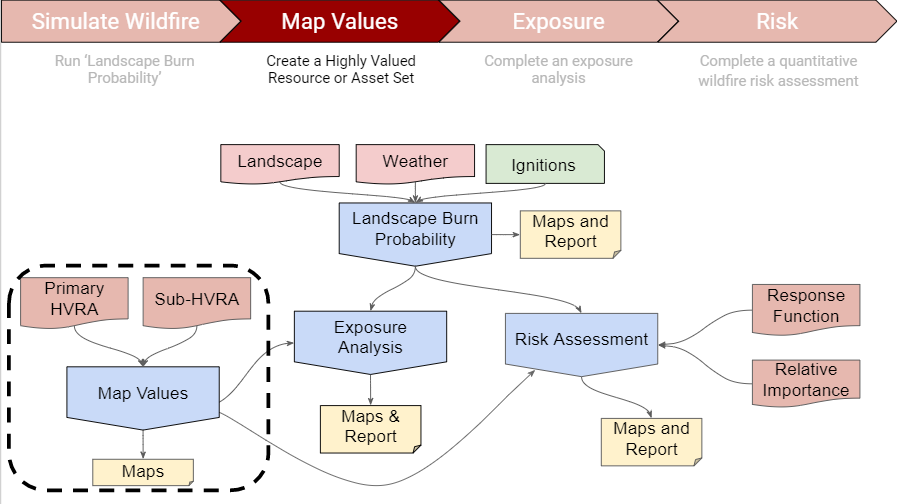 Simulate Wildfire
Map Values
Exposure
Risk
Run ‘Landscape Burn
Probability’
Create a Highly Valued
Resource or Asset Set
Complete an exposure
analysis
Complete a quantitative
wildfire risk assessment
Landscape
Weather
Ignitions
Landscape Burn
Probability
Maps and
Report
Primary
HVRA
Sub-HVRA
Exposure
Analysis
Risk Assessment
Response
Function
Relative
Importance
Map Values
Maps &
Report
Maps and
Report
Maps